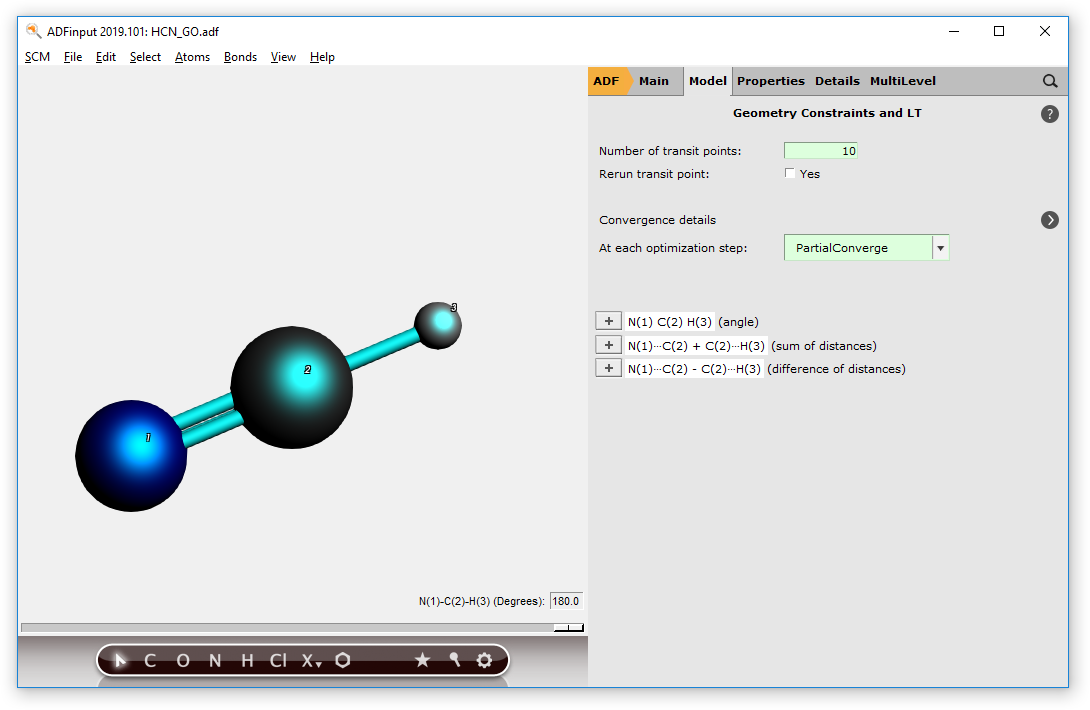 ADFinput 2019.101: HCN_GO.adf
SCM File Edit Select Atoms Bonds View Help
ADF Main Model Properties Details MultiLevel
Geometry Constraints and LT
?
Number of transit points: 10
Rerun transit point: Yes
Convergence details
At each optimization step: PartialConverge
+ N(1) C(2) H(3) (angle)
+ N(1)···C(2) + C(2)···H(3) (sum of distances)
+ N(1)···C(2) - C(2)···H(3) (difference of distances)
3
2
1
N(1)-C(2)-H(3) (Degrees): 180.0
C O N H Cl X